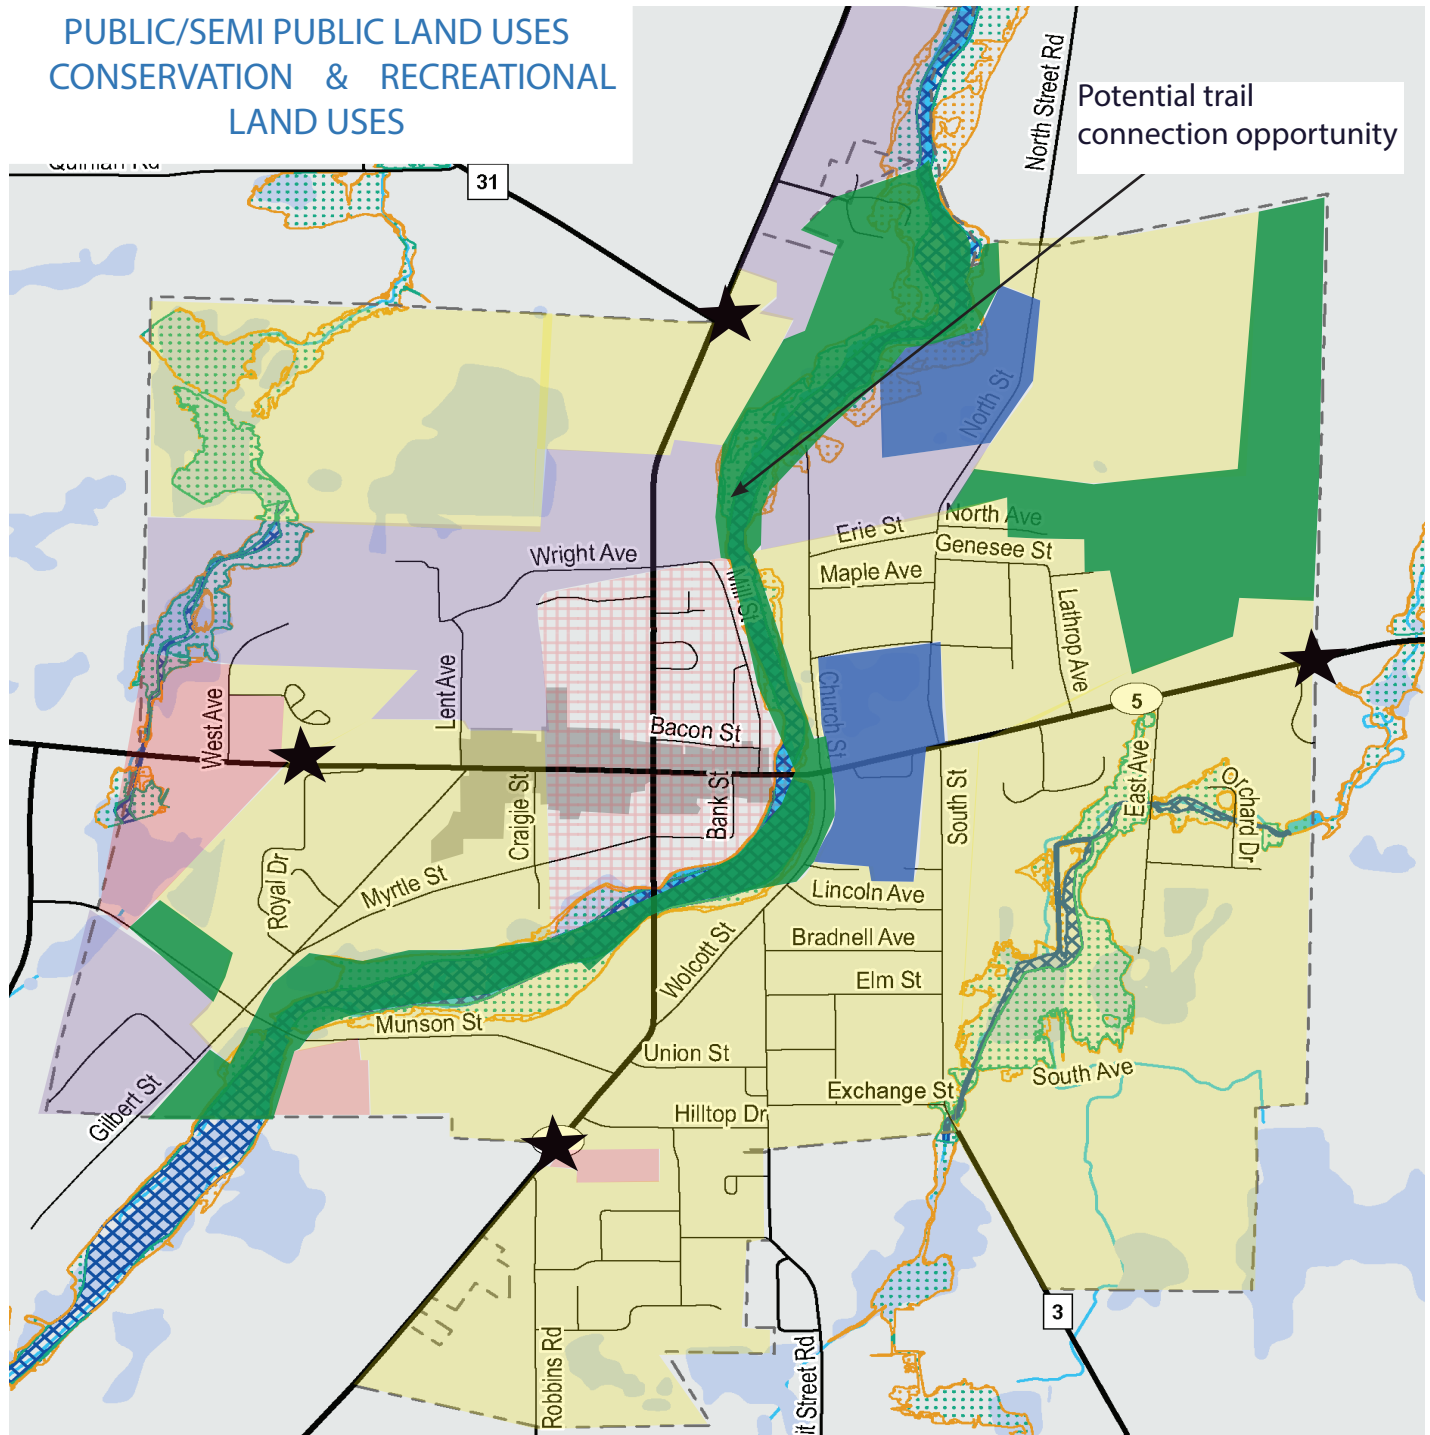 PUBLIC/SEMI PUBLIC LAND USES
CONSERVATION & RECREATIONAL
LAND USES
Potential trail
connection opportunity
North Street Rd
Quinlan Rd
31
North St
Erie St
North Ave
Genesee St
Wright Ave
Maple Ave
Mill St
Lathrop Ave
West Ave
Lent Ave
Church St
5
Bacon St
Craigie St
Bank St
South St
East Ave
Orchard Dr
Royal Dr
Myrtle St
Lincoln Ave
Wolcott St
Bradnell Ave
Elm St
Munson St
Union St
South Ave
Exchange St
Gilbert St
Hilltop Dr
3
Robbins Rd
Street Rd